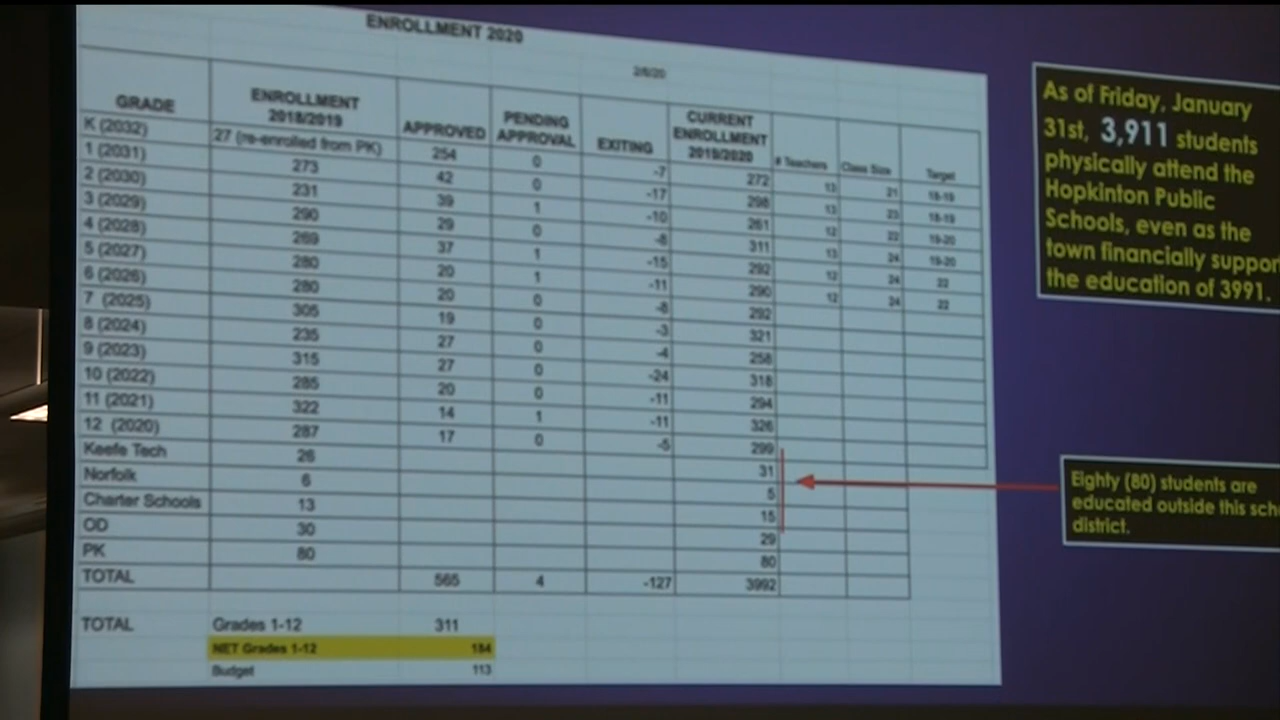 ENROLLMENT 2020
2/6/20
GRADE ENROLLMENT 2018/2019 APPROVED PENDING APPROVAL EXITING CURRENT ENROLLMENT 2019/2020 # Teachers Class Size Target
K (2032) 27 (re-enrolled from PK) 254 0 -7 272 13 21 18-19
1 (2031) 273 42 0 -17 298 13 23 18-19
2 (2030) 231 39 1 -10 261 12 22 19-20
3 (2029) 290 29 0 -8 311 13 24 19-20
4 (2028) 269 37 1 -15 292 12 24 22
5 (2027) 280 20 1 -11 290 12 24 22
6 (2026) 280 20 0 -8 292
7 (2025) 305 19 0 -3 321
8 (2024) 235 27 0 -4 258
9 (2023) 315 27 0 -24 318
10 (2022) 285 20 0 -11 294
11 (2021) 322 14 1 -11 326
12 (2020) 287 17 0 -5 299
Keefe Tech 26 31
Norfolk 6 5
Charter Schools 13 15
OD 30 29
PK 80 80
TOTAL 565 4 -127 3992
TOTAL Grades 1-12 311
NET Grades 1-12 184
Budget 113
As of Friday, January
31st, 3,911 students
physically attend the
Hopkinton Public
Schools, even as the
town financially suppor
the education of 3991.
Eighty (80) students are
educated outside this sch
district.